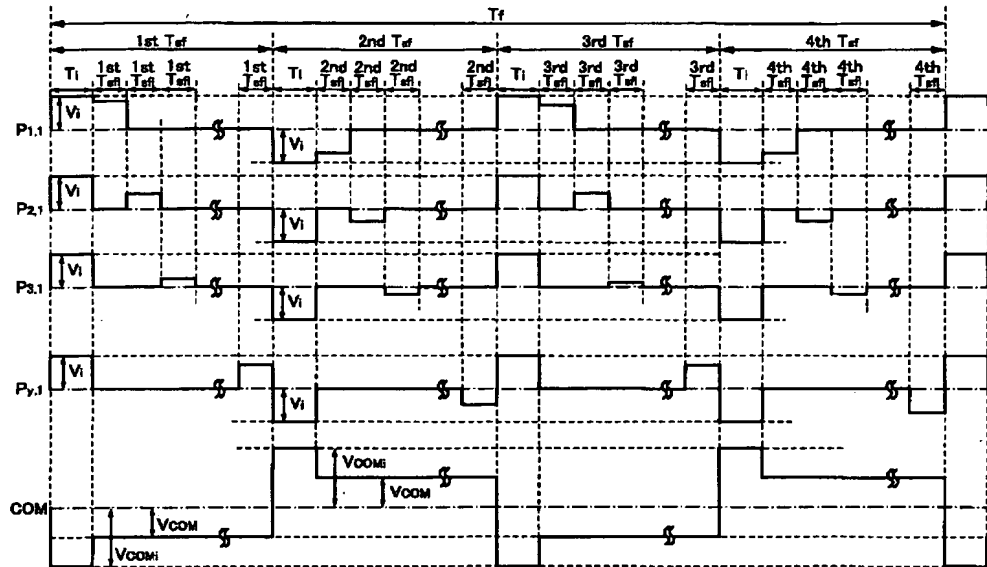 Tf
1st Tsf 2nd Tsf 3rd Tsf 4th Tsf
Ti 1st Tsfl 1st Tsfl 1st Tsfl 1st Tsfl Ti 2nd Tsfl 2nd Tsfl 2nd Tsfl 2nd Tsfl Ti 3rd Tsfl 3rd Tsfl 3rd Tsfl 3rd Tsfl Ti 4th Tsfl 4th Tsfl 4th Tsfl 4th Tsfl
P1,1 Vi Vi Vi
P2,1 Vi Vi
P3,1 Vi Vi
Py,1 Vi Vi
VCOMi
VCOM
COM
VCOM
VCOMi